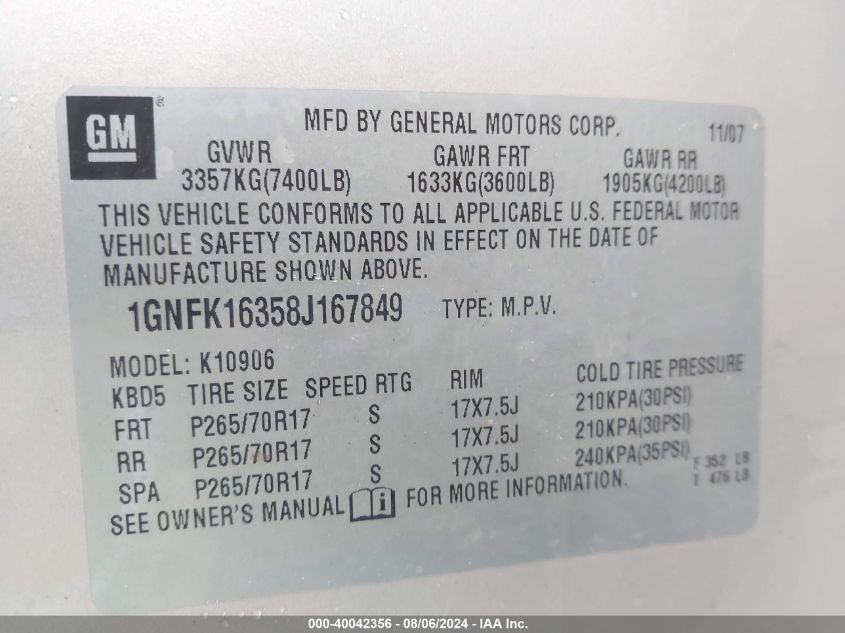 GM ®
MFD BY GENERAL MOTORS CORP. 11/07
GVWR GAWR FRT GAWR RR
3357KG(7400LB) 1633KG(3600LB) 1905KG(4200LB)
THIS VEHICLE CONFORMS TO ALL APPLICABLE U.S. FEDERAL MOTOR
VEHICLE SAFETY STANDARDS IN EFFECT ON THE DATE OF
MANUFACTURE SHOWN ABOVE.
1GNFK16358J167849 TYPE: M.P.V.
MODEL: K10906
KBD5 TIRE SIZE SPEED RTG RIM COLD TIRE PRESSURE
FRT P265/70R17 S 17X7.5J 210KPA(30PSI)
RR P265/70R17 S 17X7.5J 210KPA(30PSI)
SPA P265/70R17 S 17X7.5J 240KPA(35PSI) F 352 LB
T 476 LB
SEE OWNER'S MANUAL i FOR MORE INFORMATION.
000-40042356 - 08/06/2024 - IAA Inc.